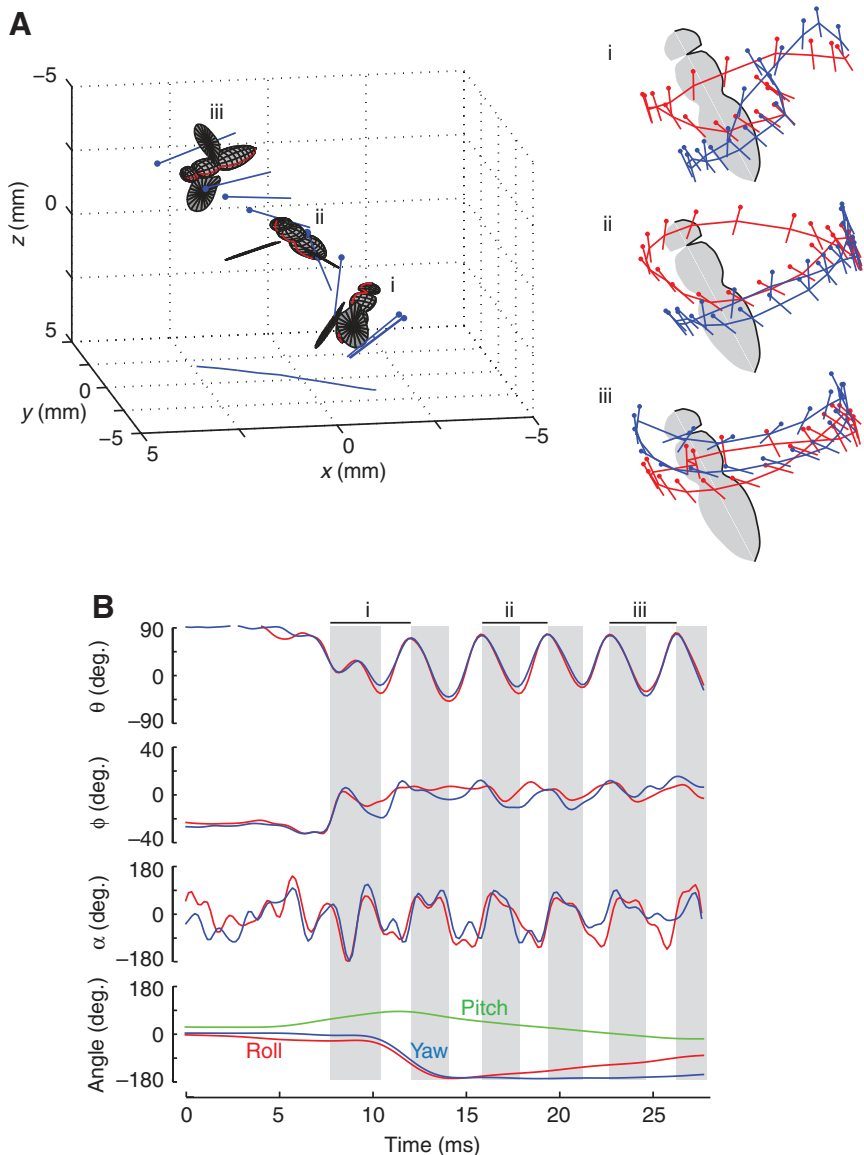 A
−5
0
5
z (mm)
iii
ii
i
0
−5
y (mm)
5
0
−5
x (mm)
i
ii
iii
B
i
ii
iii
90
0
−90
θ (deg.)
40
0
−40
ϕ (deg.)
180
0
−180
α (deg.)
180
0
−180
Angle (deg.)
Pitch
Roll
Yaw
0
5
10
15
20
25
Time (ms)